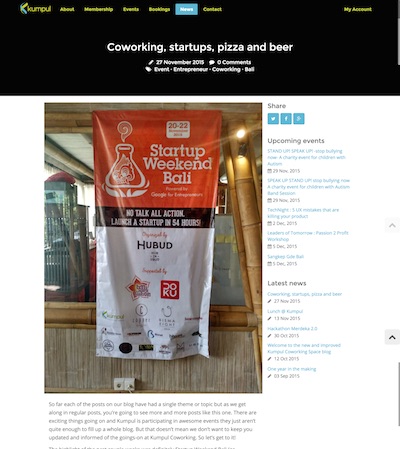 Kumpul
About
Membership
Events
Bookings
News
My Account
Coworking, startups, pizza and beer
27 November 2015 0 Comments
Event · Entrepreneur · Coworking · Bali
20-22
Startup
Weekend
Bali
Powered by
Google for Entrepreneurs
NO TALK ALL ACTION,
LAUNCH A STARTUP IN 54 HOURS!
Organized by
HUBUD
Supported by
DO
KU
Share
Upcoming events
STAND UP! SPEAK UP! -stop bullying
now: A charity event for children with
Autism
29 Nov, 2015
SPEAK UP STAND UP! -stop bullying
now: A charity event for children with Autism
Band Session
29 Nov, 2015
TechNight : 5 UX mistakes that are
killing your product
2 Dec, 2015
Leaders of Tomorrow : Passion 2 Profit
Workshop
5 Dec, 2015
Sangkep Gde Bali
5 Dec, 2015
Latest news
Coworking, startups, pizza and beer
27 Nov 2015
Lunch @ Kumpul
13 Nov 2015
Hackathon Merdeka 2.0
30 Oct 2015
Welcome to the new and improved
Kumpul Coworking Space blog
12 Oct 2015
One year in the making
03 Sep 2015
So far each of the posts on our blog have had a single theme or topic but as we get
along in regular posts, you're going to see more and more posts like this one. There are
exciting things going on and Kumpul is participating in awesome events they just aren't
quite enough to fill up a whole blog. But that doesn't mean we don't want to keep you
updated and informed of the goings-on at Kumpul Coworking. So let's get to it!